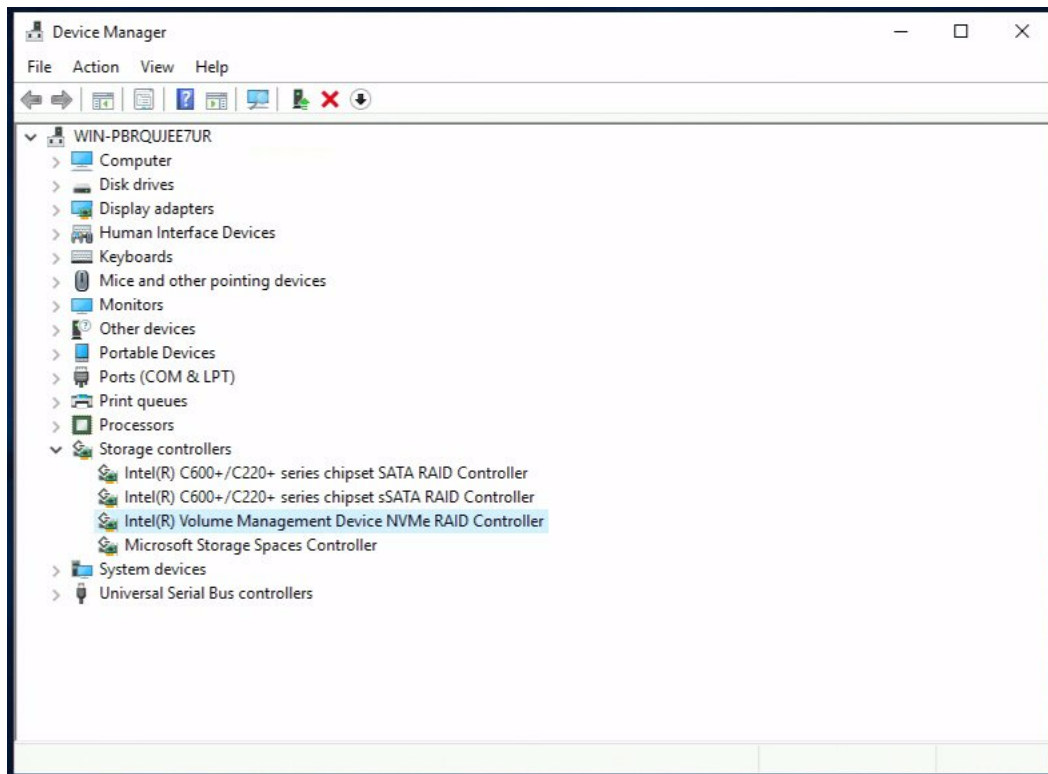 Device Manager
File Action View Help
WIN-PBRQUJEE7UR
Computer
Disk drives
Display adapters
Human Interface Devices
Keyboards
Mice and other pointing devices
Monitors
Other devices
Portable Devices
Ports (COM & LPT)
Print queues
Processors
Storage controllers
Intel(R) C600+/C220+ series chipset SATA RAID Controller
Intel(R) C600+/C220+ series chipset sSATA RAID Controller
Intel(R) Volume Management Device NVMe RAID Controller
Microsoft Storage Spaces Controller
System devices
Universal Serial Bus controllers